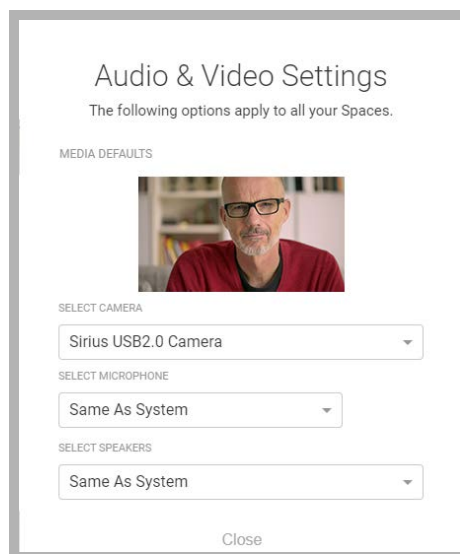 Audio & Video Settings
The following options apply to all your Spaces.
MEDIA DEFAULTS
SELECT CAMERA
Sirius USB2.0 Camera
SELECT MICROPHONE
Same As System
SELECT SPEAKERS
Same As System
Close